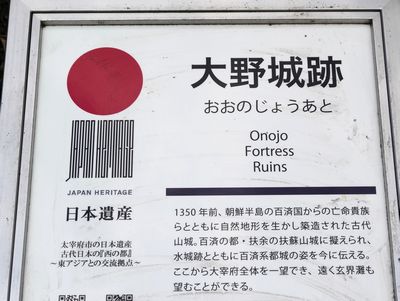 大野城跡
おおのじょうあと
Onojo
Fortress
Ruins
JAPAN HERITAGE
JAPAN HERITAGE
日本遺産
太宰府市の日本遺産
古代日本の『西の都』
～東アジアとの交流拠点～
1350 年前、朝鮮半島の百済国からの亡命貴族
らとともに自然地形を生かし築造された古代
山城。百済の都・扶余の扶蘇山城に擬えられ、
水城跡とともに百済系都城の姿を今に伝える。
ここから大宰府全体を一望でき、遠く玄界灘も
望むことができる。